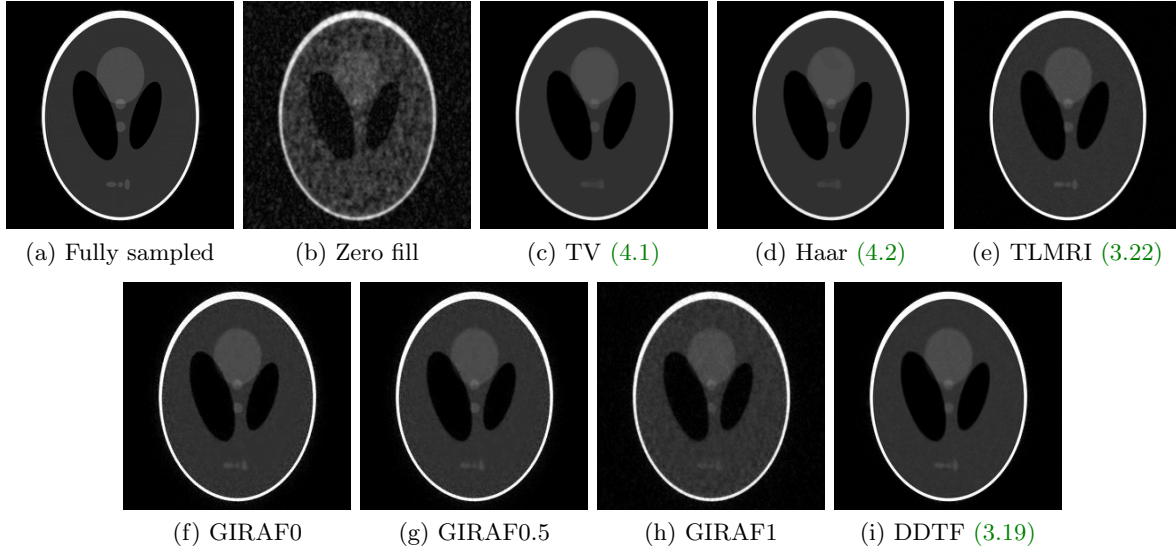 (a) Fully sampled
(b) Zero fill
(c) TV (4.1)
(d) Haar (4.2)
(e) TLMRI (3.22)
(f) GIRAF0
(g) GIRAF0.5
(h) GIRAF1
(i) DDTF (3.19)